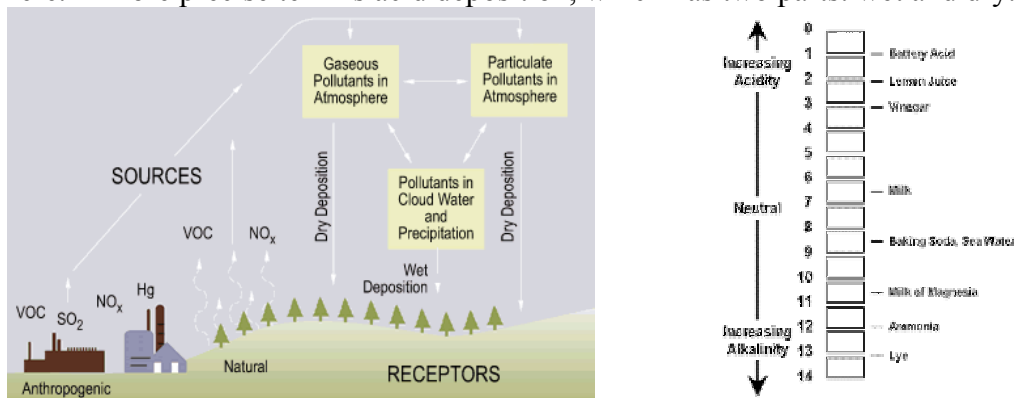 Gaseous
Pollutants in
Atmosphere
Particulate
Pollutants in
Atmosphere
Dry Deposition
Pollutants in
Cloud Water
and
Precipitation
Dry Deposition
Wet
Deposition
SOURCES
VOC
NOx
VOC
SO2
NOx
Hg
Natural
Anthropogenic
RECEPTORS
Increasing
Acidity
Neutral
Increasing
Alkalinity
0
1
2
3
4
5
6
7
8
9
10
11
12
13
14
Battery Acid
Lemon Juice
Vinegar
Milk
Baking Soda, Sea Water
Milk of Magnesia
Ammonia
Lye